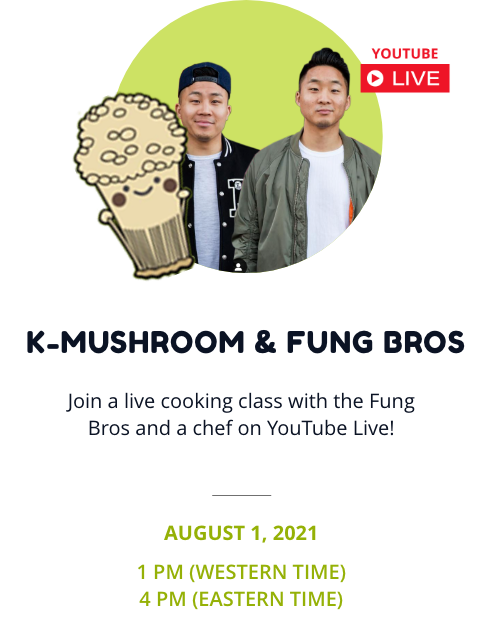 YOUTUBE
LIVE
K-MUSHROOM & FUNG BROS
Join a live cooking class with the Fung
Bros and a chef on YouTube Live!
AUGUST 1, 2021
1 PM (WESTERN TIME)
4 PM (EASTERN TIME)